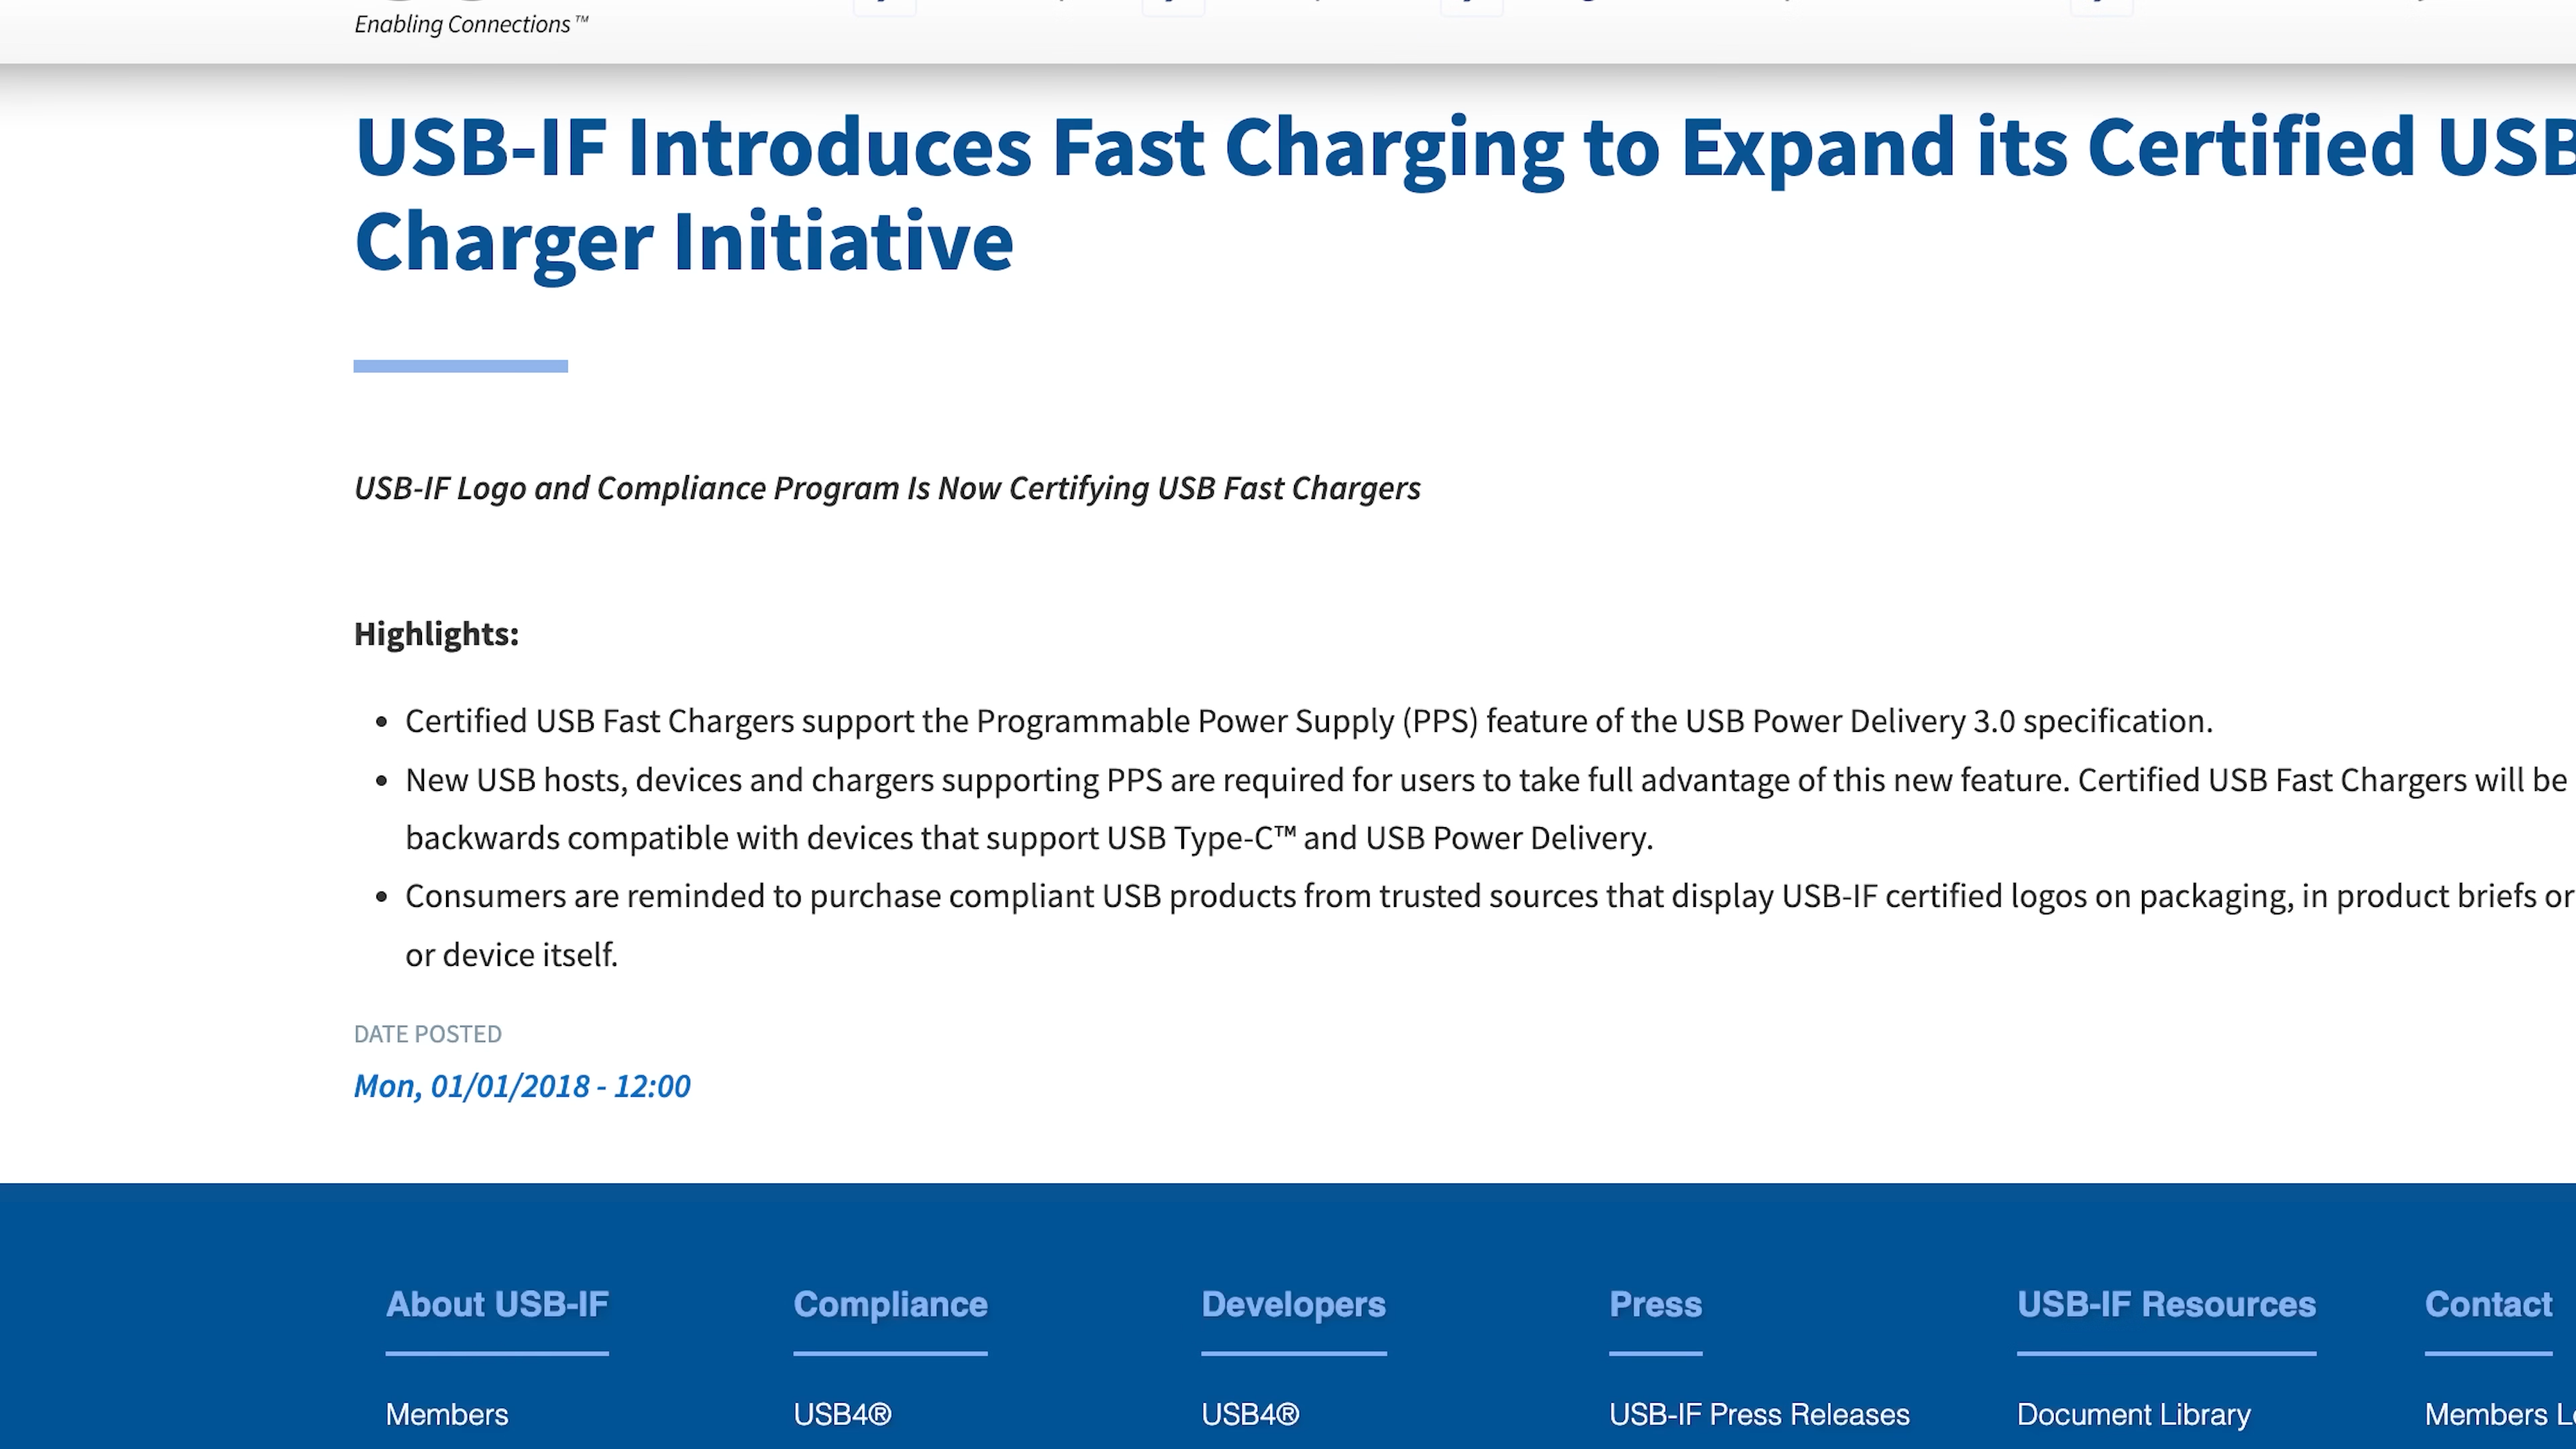 Enabling Connections™
USB-IF Introduces Fast Charging to Expand its Certified USB
Charger Initiative
USB-IF Logo and Compliance Program Is Now Certifying USB Fast Chargers
Highlights:
• Certified USB Fast Chargers support the Programmable Power Supply (PPS) feature of the USB Power Delivery 3.0 specification.
• New USB hosts, devices and chargers supporting PPS are required for users to take full advantage of this new feature. Certified USB Fast Chargers will be
backwards compatible with devices that support USB Type-C™ and USB Power Delivery.
• Consumers are reminded to purchase compliant USB products from trusted sources that display USB-IF certified logos on packaging, in product briefs or
or device itself.
DATE POSTED
Mon, 01/01/2018 - 12:00
About USB-IF Compliance Developers Press USB-IF Resources Contact
Members USB4® USB4® USB-IF Press Releases Document Library Members